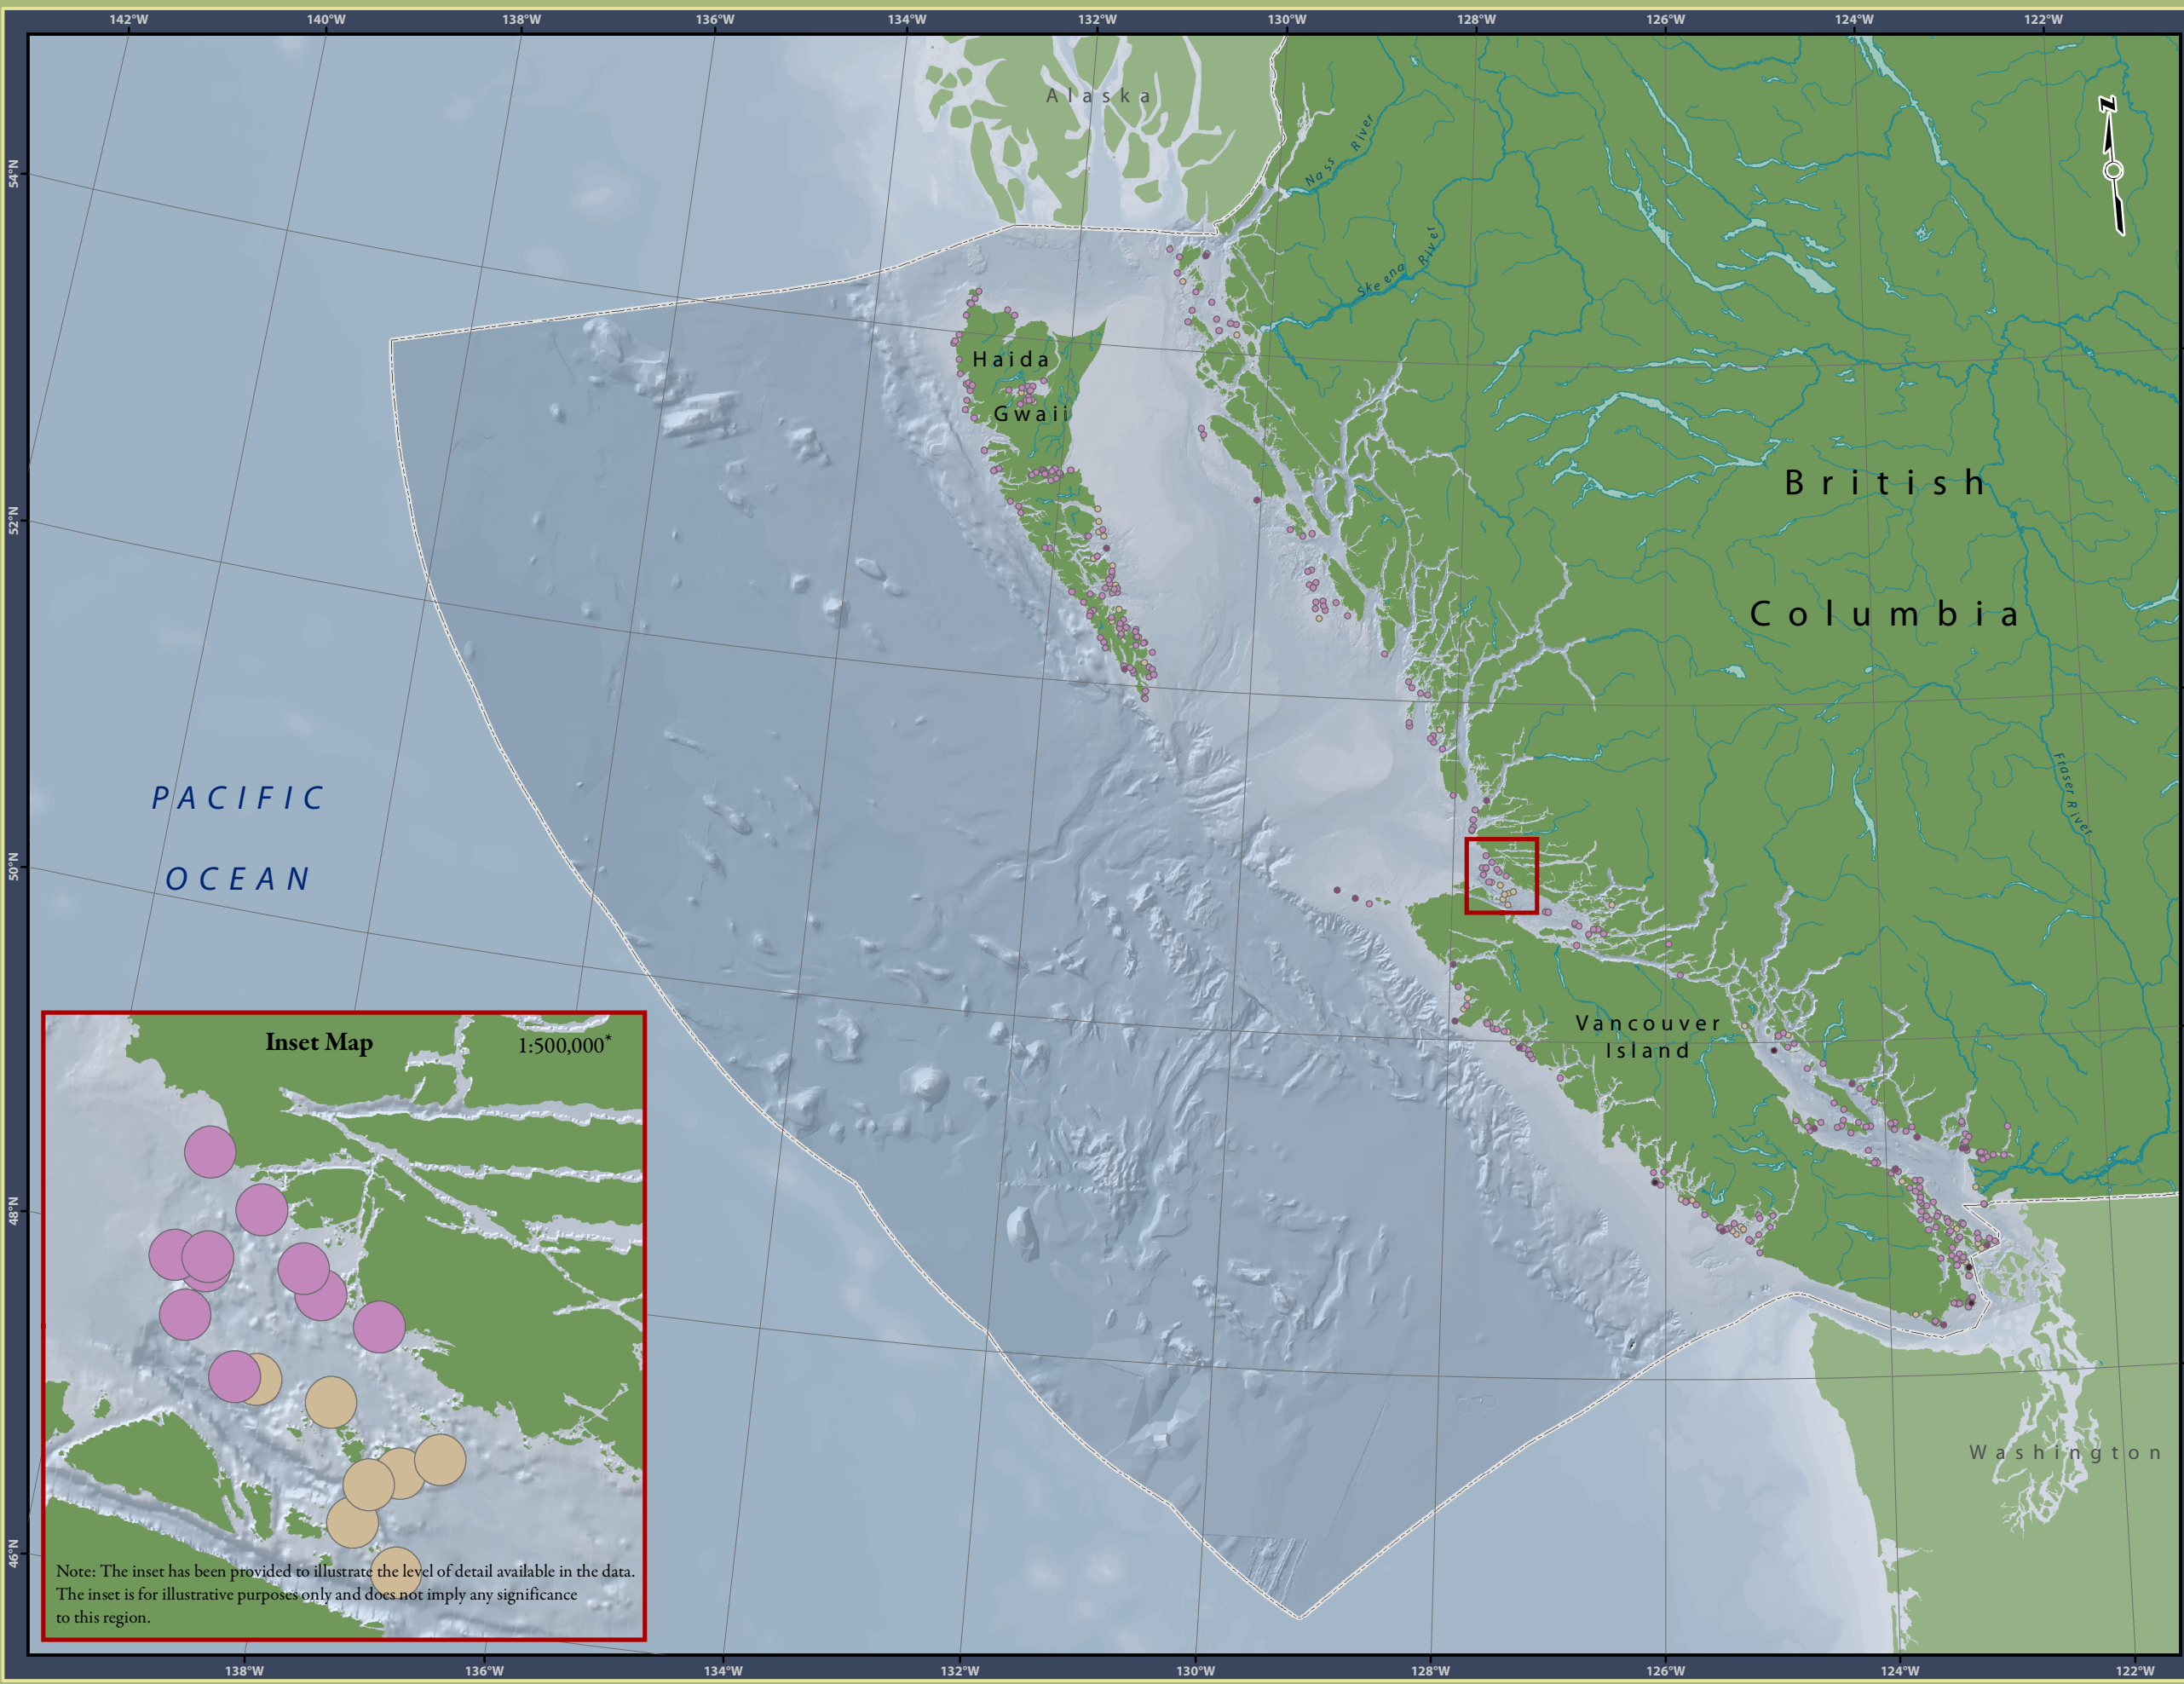 142°W 140°W 138°W 136°W 134°W 132°W 130°W 128°W 126°W 124°W 122°W
54°N
52°N
50°N
48°N
46°N
Alaska
Nass River
Skeena River
Haida
Gwaii
British
Columbia
Fraser River
PACIFIC
OCEAN
Vancouver
Island
Washington
N
Inset Map
1:500,000*
Note: The inset has been provided to illustrate the level of detail available in the data.
The inset is for illustrative purposes only and does not imply any significance
to this region.
138°W 136°W 134°W 132°W 130°W 128°W 126°W 124°W 122°W